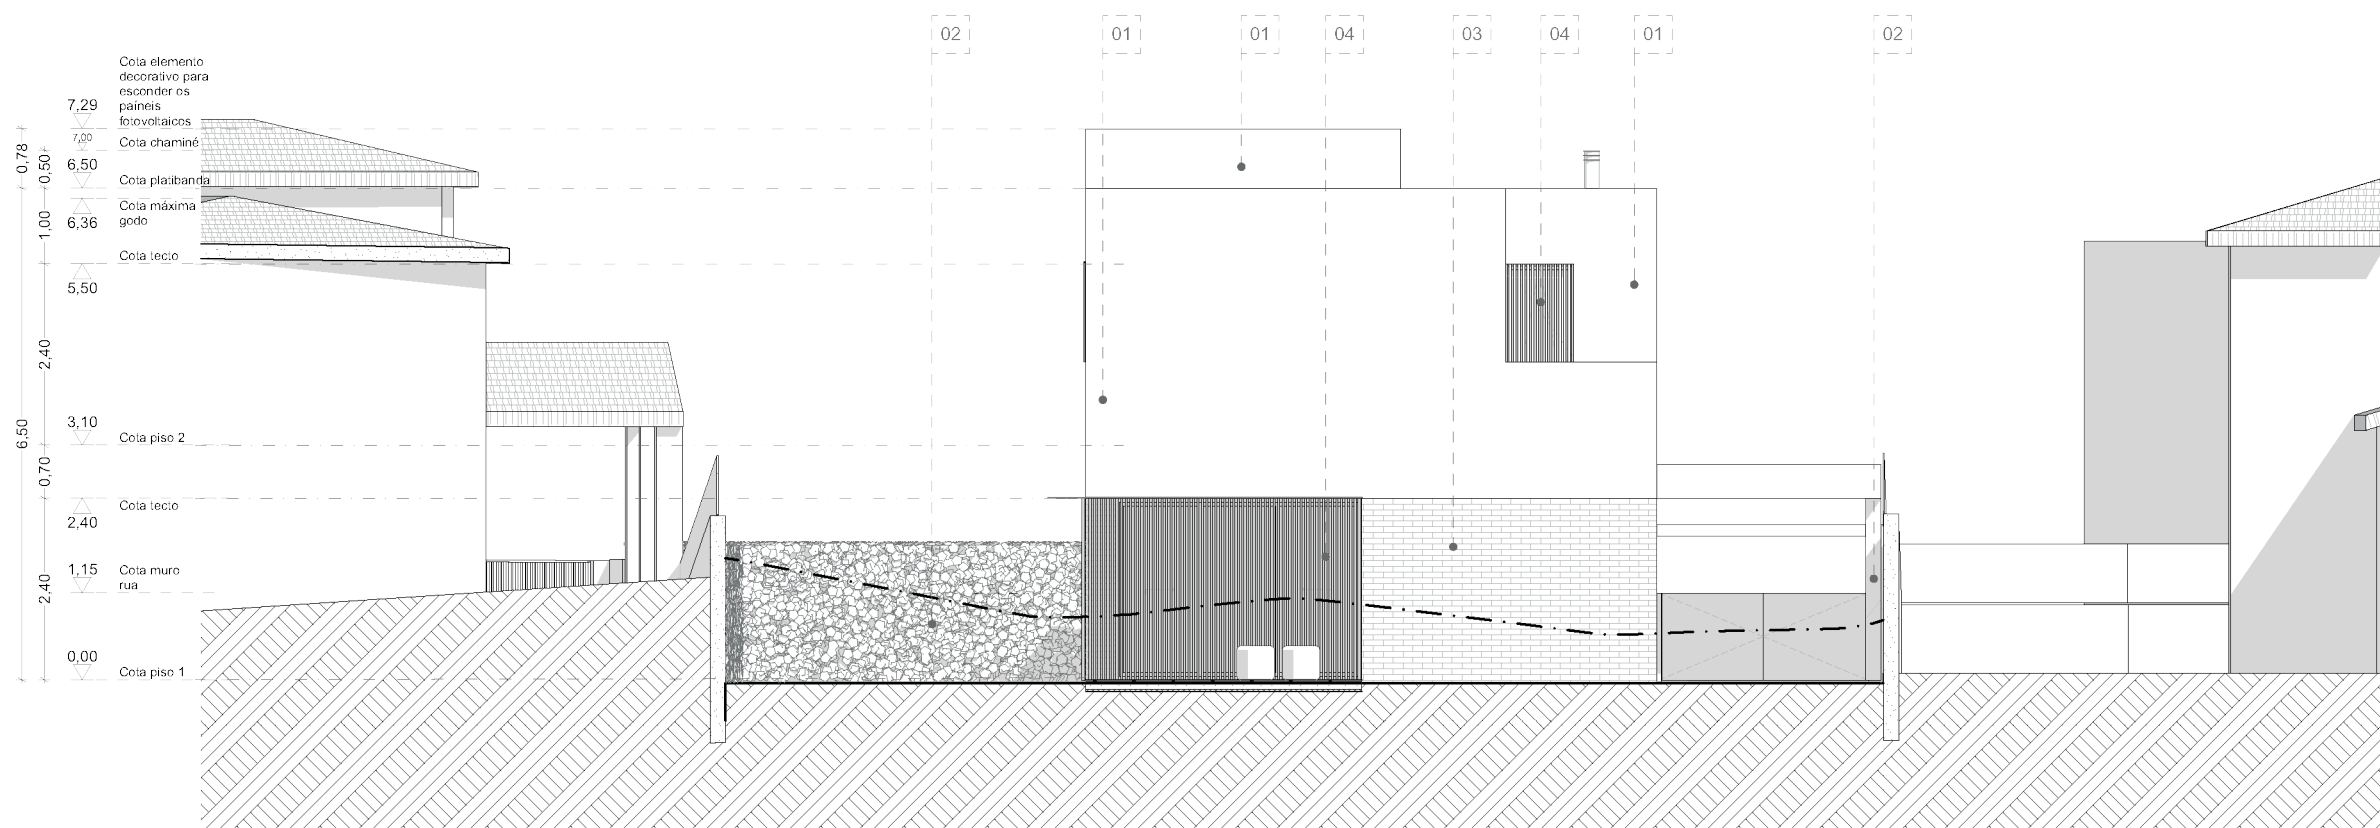 02
01
01
04
03
04
01
02
Cota elemento
decorativo para
esconder os
paíneis
fotovoltaicos
7,29
7,00
Cota chaminé
6,50
Cota platibanda
Cota máxima
godo
6,36
Cota tecto
5,50
3,10
Cota piso 2
Cota tecto
2,40
1,15
Cota muro
rua
0,00
Cota piso 1
0,78
6,50
0,50
1,00
2,40
0,70
2,40